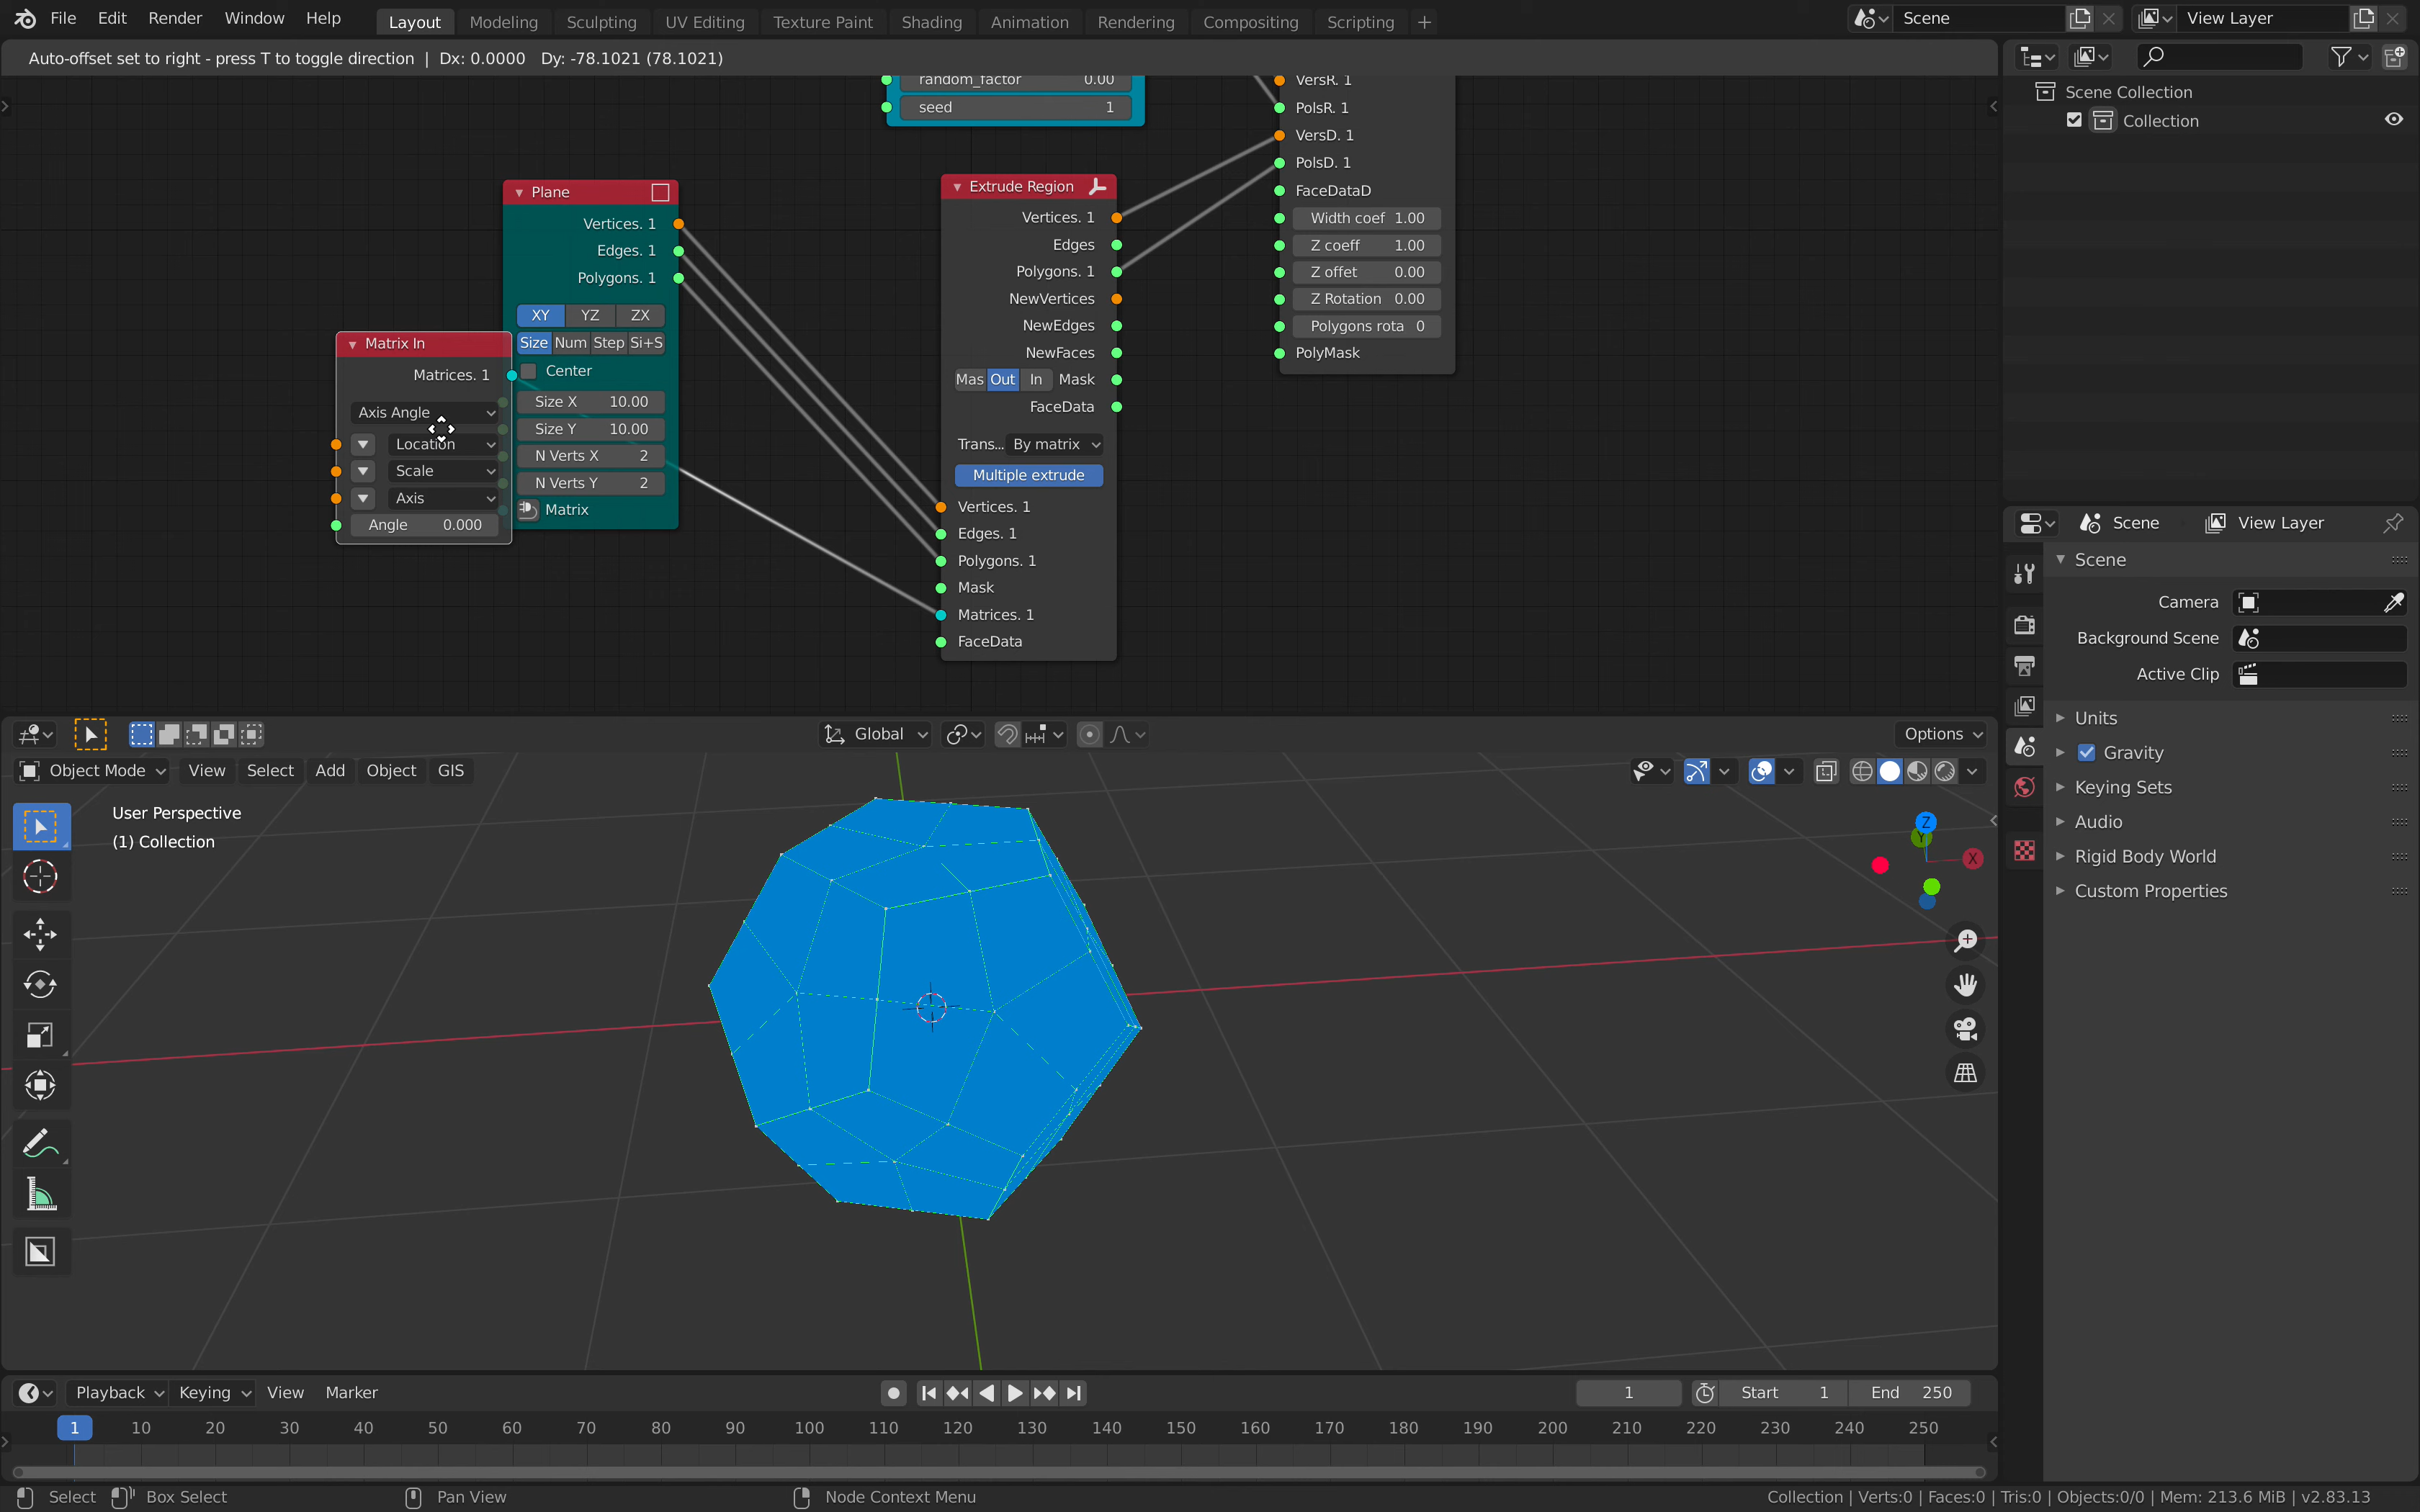 File Edit Render Window Help Layout Modeling Sculpting UV Editing Texture Paint Shading Animation Rendering Compositing Scripting + Scene View Layer
Auto-offset set to right - press T to toggle direction | Dx: 0.0000 Dy: -78.1021 (78.1021)
random_factor 0.00
seed 1
VersR. 1
PolsR. 1
VersD. 1
PolsD. 1
FaceDataD
Width coef 1.00
Z coeff 1.00
Z offet 0.00
Z Rotation 0.00
Polygons rota 0
PolyMask
Plane
Vertices. 1
Edges. 1
Polygons. 1
XY YZ ZX
Size Num Step Si+S
Center
Size X 10.00
Size Y 10.00
N Verts X 2
N Verts Y 2
Matrix
Matrix In
Matrices. 1
Axis Angle
Location
Scale
Axis
Angle 0.000
Extrude Region
Vertices. 1
Edges
Polygons. 1
NewVertices
NewEdges
NewFaces
Mas Out In Mask
FaceData
Trans... By matrix
Multiple extrude
Vertices. 1
Edges. 1
Polygons. 1
Mask
Matrices. 1
FaceData
Scene Collection
Collection
Scene View Layer
Scene
Camera
Background Scene
Active Clip
Units
Gravity
Keying Sets
Audio
Rigid Body World
Custom Properties
Global Options
Object Mode View Select Add Object GIS
User Perspective
(1) Collection
Z
Y
X
Playback Keying View Marker 1 Start 1 End 250
1 10 20 30 40 50 60 70 80 90 100 110 120 130 140 150 160 170 180 190 200 210 220 230 240 250
Select Box Select Pan View Node Context Menu Collection | Verts:0 | Faces:0 | Tris:0 | Objects:0/0 | Mem: 213.6 MiB | v2.83.13